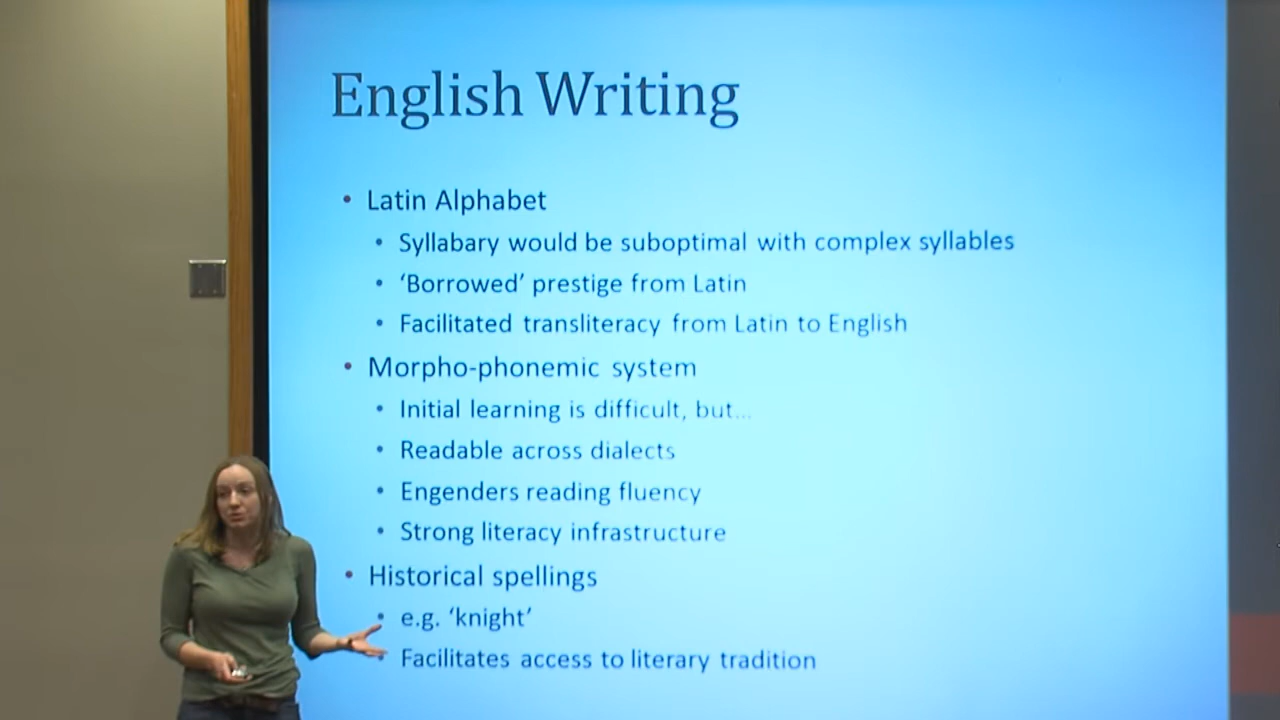 English Writing
• Latin Alphabet
• Syllabary would be suboptimal with complex syllables
• ‘Borrowed’ prestige from Latin
• Facilitated transliteracy from Latin to English
• Morpho-phonemic system
• Initial learning is difficult, but...
• Readable across dialects
• Engenders reading fluency
• Strong literacy infrastructure
• Historical spellings
• e.g. ‘knight’
• Facilitates access to literary tradition